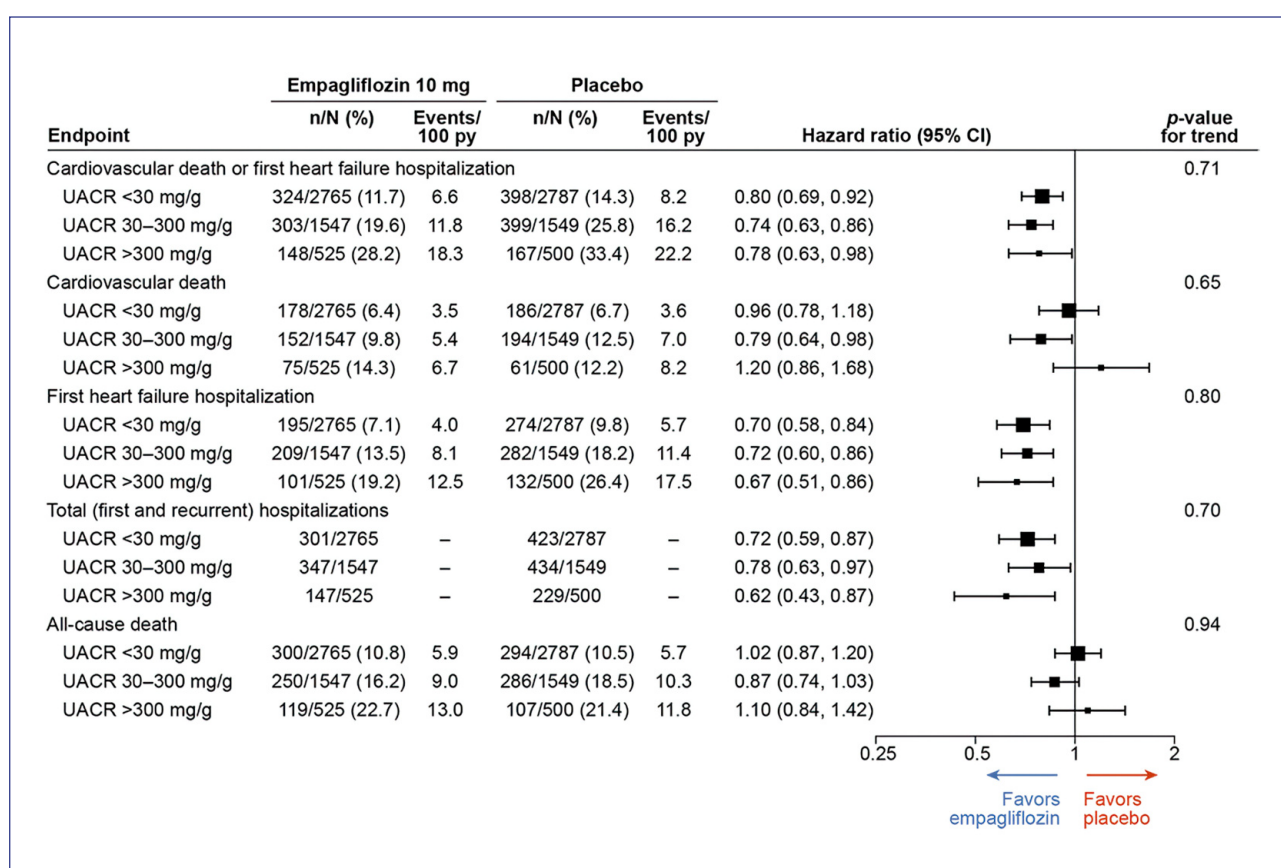 Empagliflozin 10 mg Placebo
Endpoint n/N (%) Events/100 py n/N (%) Events/100 py Hazard ratio (95% CI) p-value for trend
Cardiovascular death or first heart failure hospitalization 0.71
UACR <30 mg/g 324/2765 (11.7) 6.6 398/2787 (14.3) 8.2 0.80 (0.69, 0.92)
UACR 30–300 mg/g 303/1547 (19.6) 11.8 399/1549 (25.8) 16.2 0.74 (0.63, 0.86)
UACR >300 mg/g 148/525 (28.2) 18.3 167/500 (33.4) 22.2 0.78 (0.63, 0.98)
Cardiovascular death 0.65
UACR <30 mg/g 178/2765 (6.4) 3.5 186/2787 (6.7) 3.6 0.96 (0.78, 1.18)
UACR 30–300 mg/g 152/1547 (9.8) 5.4 194/1549 (12.5) 7.0 0.79 (0.64, 0.98)
UACR >300 mg/g 75/525 (14.3) 6.7 61/500 (12.2) 8.2 1.20 (0.86, 1.68)
First heart failure hospitalization 0.80
UACR <30 mg/g 195/2765 (7.1) 4.0 274/2787 (9.8) 5.7 0.70 (0.58, 0.84)
UACR 30–300 mg/g 209/1547 (13.5) 8.1 282/1549 (18.2) 11.4 0.72 (0.60, 0.86)
UACR >300 mg/g 101/525 (19.2) 12.5 132/500 (26.4) 17.5 0.67 (0.51, 0.86)
Total (first and recurrent) hospitalizations 0.70
UACR <30 mg/g 301/2765 – 423/2787 – 0.72 (0.59, 0.87)
UACR 30–300 mg/g 347/1547 – 434/1549 – 0.78 (0.63, 0.97)
UACR >300 mg/g 147/525 – 229/500 – 0.62 (0.43, 0.87)
All-cause death 0.94
UACR <30 mg/g 300/2765 (10.8) 5.9 294/2787 (10.5) 5.7 1.02 (0.87, 1.20)
UACR 30–300 mg/g 250/1547 (16.2) 9.0 286/1549 (18.5) 10.3 0.87 (0.74, 1.03)
UACR >300 mg/g 119/525 (22.7) 13.0 107/500 (21.4) 11.8 1.10 (0.84, 1.42)
0.25 0.5 1 2
Favors empagliflozin Favors placebo